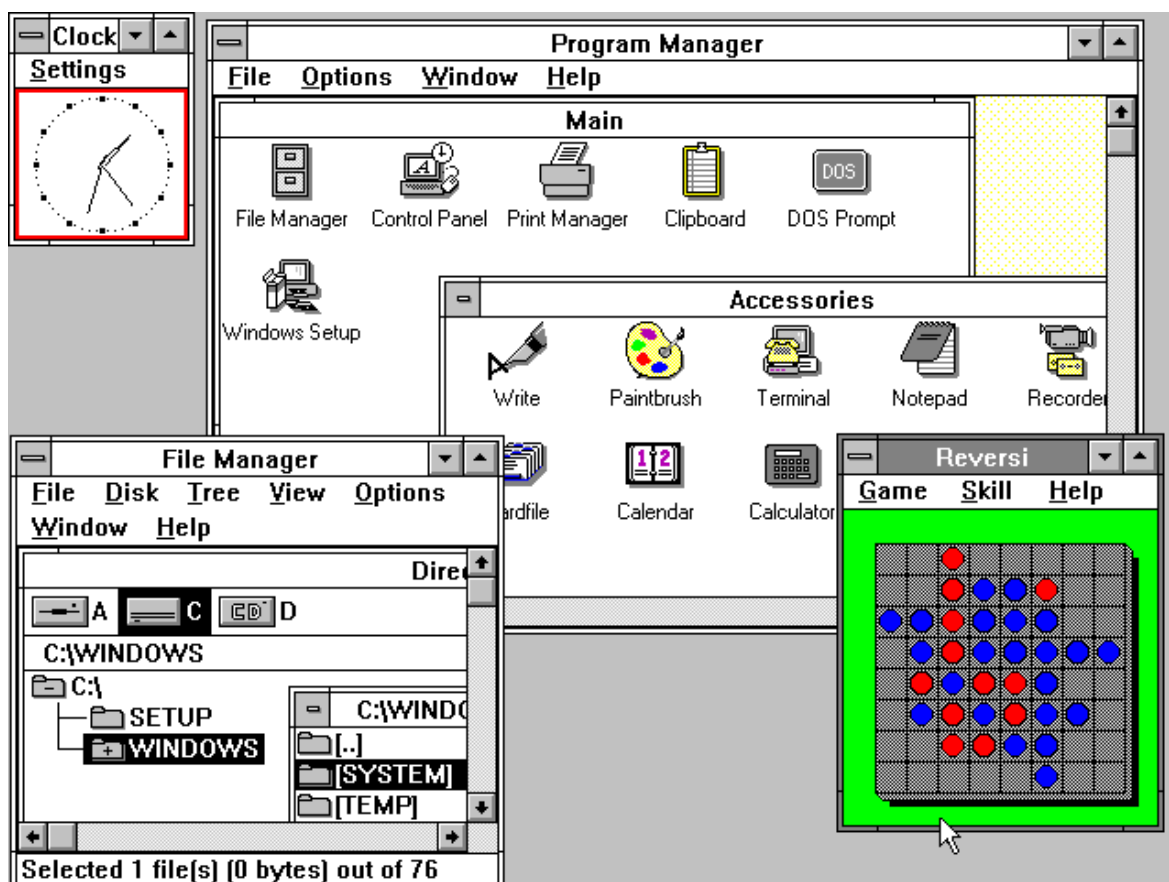 Clock
Settings
Program Manager
File Options Window Help
Main
File Manager Control Panel Print Manager Clipboard DOS DOS Prompt
Windows Setup
Accessories
Write Paintbrush Terminal Notepad Recorder
ardfile Calendar 12 Calculator
File Manager
File Disk Tree View Options
Window Help
Direc
A C CD D
C:\WINDOWS
C:\
SETUP
WINDOWS
C:\WINDO
[..]
[SYSTEM]
[TEMP]
Selected 1 file(s) (0 bytes) out of 76
Reversi
Game Skill Help